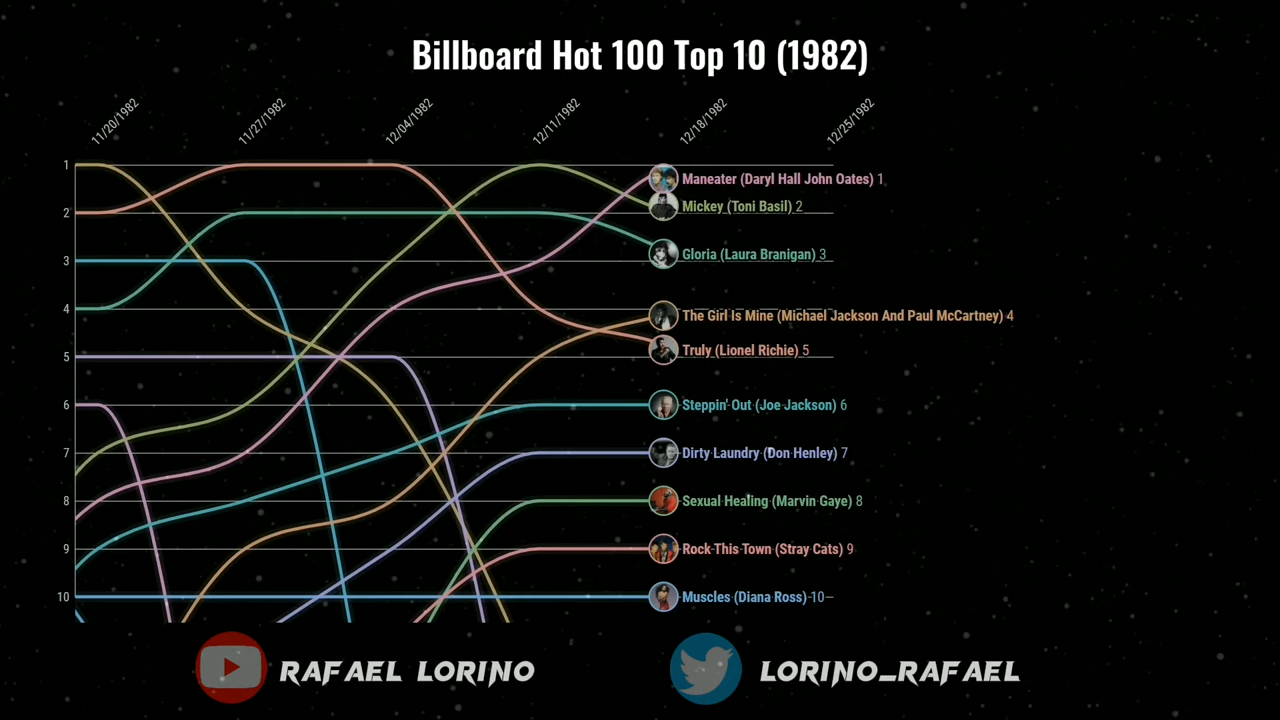 Billboard Hot 100 Top 10 (1982)
11/20/1982
11/27/1982
12/04/1982
12/11/1982
12/18/1982
12/25/1982
1
2
3
4
5
6
7
8
9
10
Maneater (Daryl Hall John Oates) 1
Mickey (Toni Basil) 2
Gloria (Laura Branigan) 3
The Girl Is Mine (Michael Jackson And Paul McCartney) 4
Truly (Lionel Richie) 5
Steppin' Out (Joe Jackson) 6
Dirty Laundry (Don Henley) 7
Sexual Healing (Marvin Gaye) 8
Rock This Town (Stray Cats) 9
Muscles (Diana Ross) 10
RAFAEL LORINO
LORINO_RAFAEL